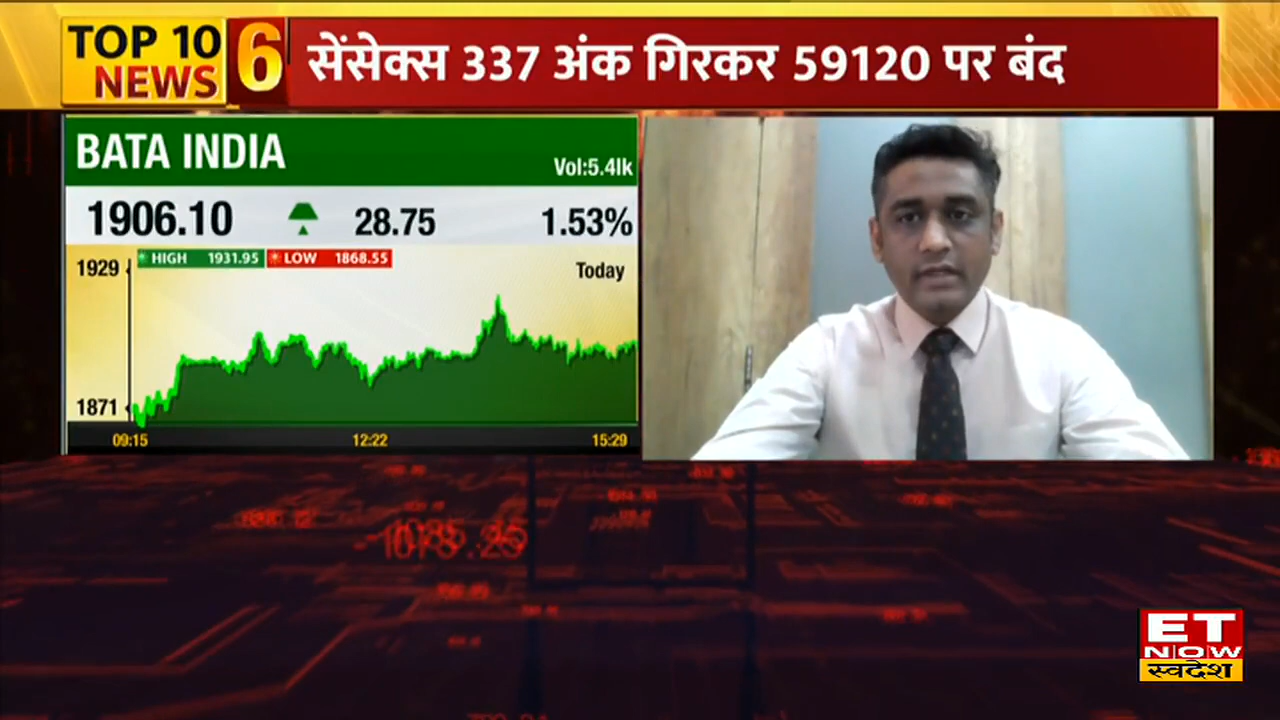 TOP 10
NEWS
6
सेंसेक्स 337 अंक गिरकर 59120 पर बंद
BATA INDIA
Vol:5.4lk
1906.10 28.75 1.53%
HIGH 1931.95 LOW 1868.55
Today
1929
1871
09:15 12:22 15:29
ET
NOW
स्वदेश